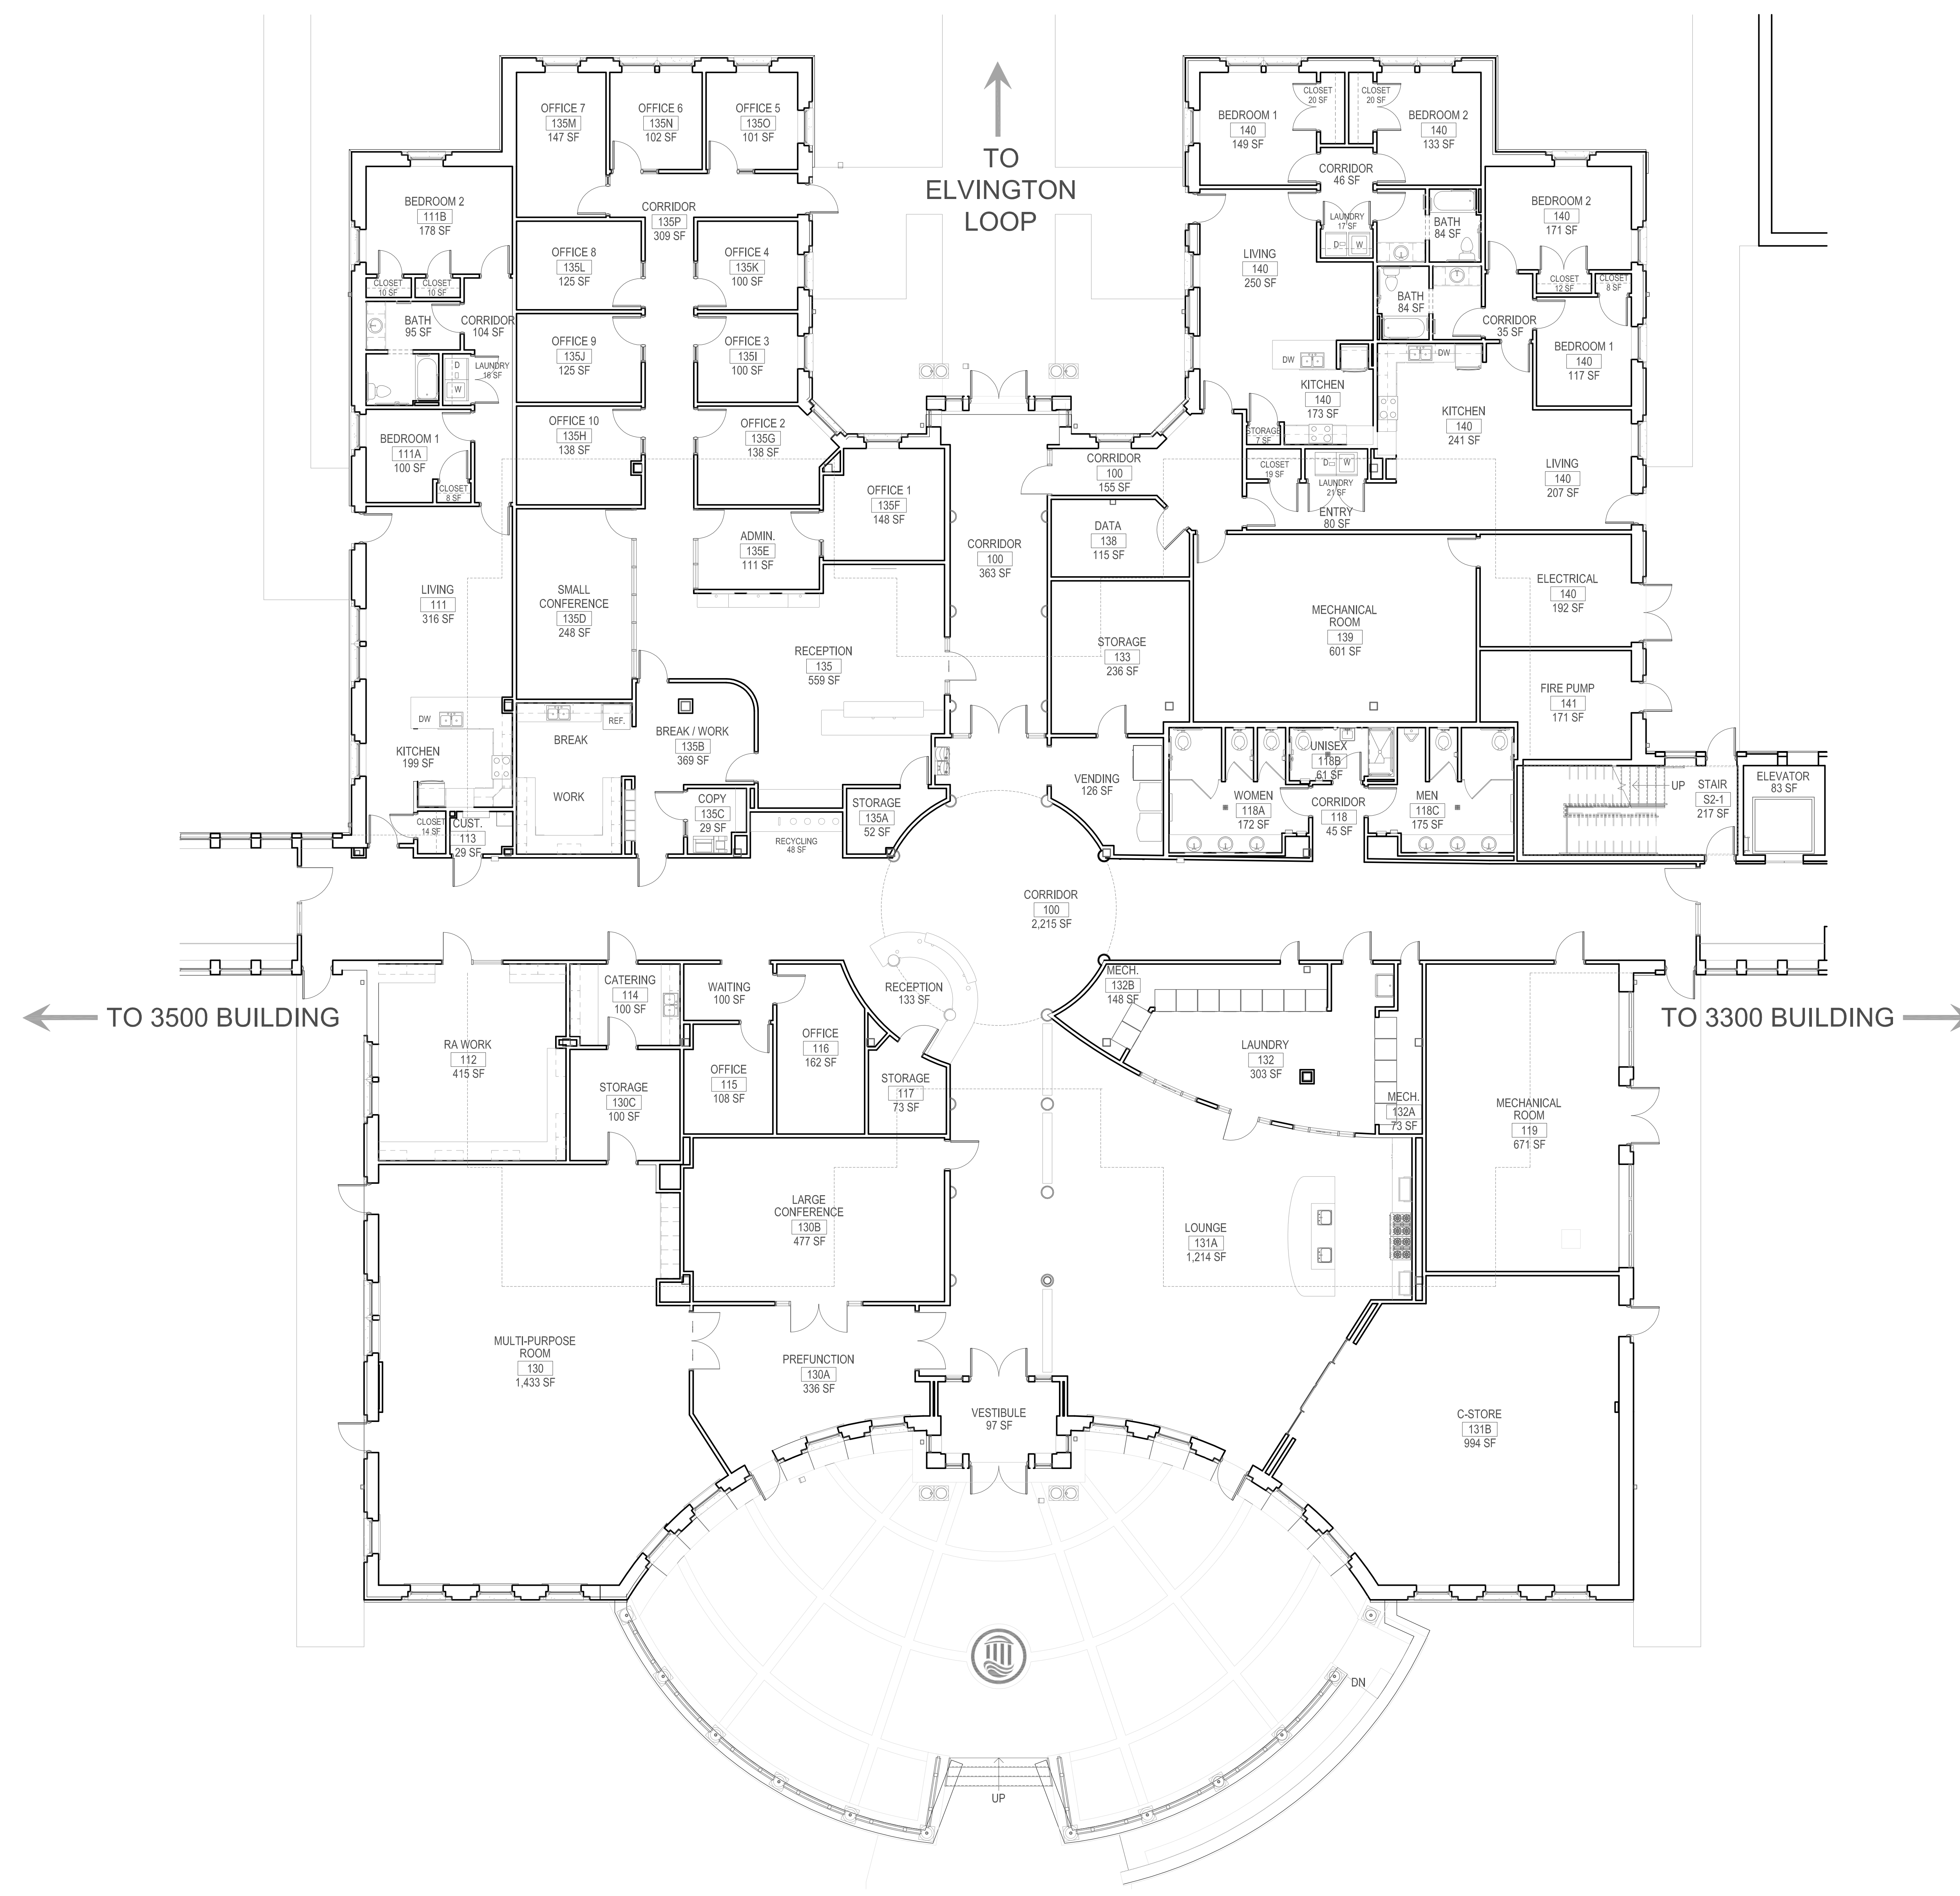 OFFICE 7
135M
147 SF
OFFICE 6
135N
102 SF
OFFICE 5
135O
101 SF
TO
ELVINGTON
LOOP
BEDROOM 1
140
149 SF
CLOSET
20 SF
CLOSET
20 SF
BEDROOM 2
140
133 SF
CORRIDOR
46 SF
BEDROOM 2
111B
178 SF
CORRIDOR
135P
309 SF
BEDROOM 2
140
171 SF
LAUNDRY
17 SF
D
W
BATH
84 SF
CLOSET
10 SF
CLOSET
10 SF
OFFICE 8
135L
125 SF
OFFICE 4
135K
100 SF
LIVING
140
250 SF
CLOSET
12 SF
CLOSET
8 SF
BATH
84 SF
BATH
95 SF
CORRIDOR
104 SF
CORRIDOR
35 SF
OFFICE 9
135J
125 SF
OFFICE 3
135I
100 SF
BEDROOM 1
140
117 SF
D
W
LAUNDRY
16 SF
DW
DW
KITCHEN
140
173 SF
KITCHEN
140
241 SF
STORAGE
7 SF
BEDROOM 1
111A
100 SF
CLOSET
8 SF
OFFICE 10
135H
138 SF
OFFICE 2
135G
138 SF
OFFICE 1
135F
148 SF
CORRIDOR
100
155 SF
CLOSET
19 SF
D
W
LAUNDRY
21 SF
LIVING
140
207 SF
ENTRY
80 SF
ADMIN.
135E
111 SF
CORRIDOR
100
363 SF
DATA
138
115 SF
LIVING
111
316 SF
SMALL
CONFERENCE
135D
248 SF
ELECTRICAL
140
192 SF
MECHANICAL
ROOM
139
601 SF
STORAGE
133
236 SF
RECEPTION
135
559 SF
FIRE PUMP
141
171 SF
DW
KITCHEN
199 SF
REF.
BREAK
BREAK / WORK
135B
369 SF
WORK
COPY
135C
29 SF
STORAGE
135A
52 SF
RECYCLING
48 SF
VENDING
126 SF
UNISEX
118B
61 SF
WOMEN
118A
172 SF
CORRIDOR
118
45 SF
MEN
118C
175 SF
UP
STAIR
S2-1
217 SF
ELEVATOR
83 SF
CLOSET
14 SF
CUST.
113
29 SF
CORRIDOR
100
2,215 SF
TO 3500 BUILDING
RA WORK
112
415 SF
CATERING
114
100 SF
WAITING
100 SF
RECEPTION
133 SF
MECH.
132B
148 SF
TO 3300 BUILDING
OFFICE
116
162 SF
LAUNDRY
132
303 SF
STORAGE
130C
100 SF
OFFICE
115
108 SF
STORAGE
117
73 SF
MECH.
132A
73 SF
MECHANICAL
ROOM
119
671 SF
LARGE
CONFERENCE
130B
477 SF
LOUNGE
131A
1,214 SF
MULTI-PURPOSE
ROOM
130
1,433 SF
PREFUNCTION
130A
336 SF
VESTIBULE
97 SF
C-STORE
131B
994 SF
DN
UP